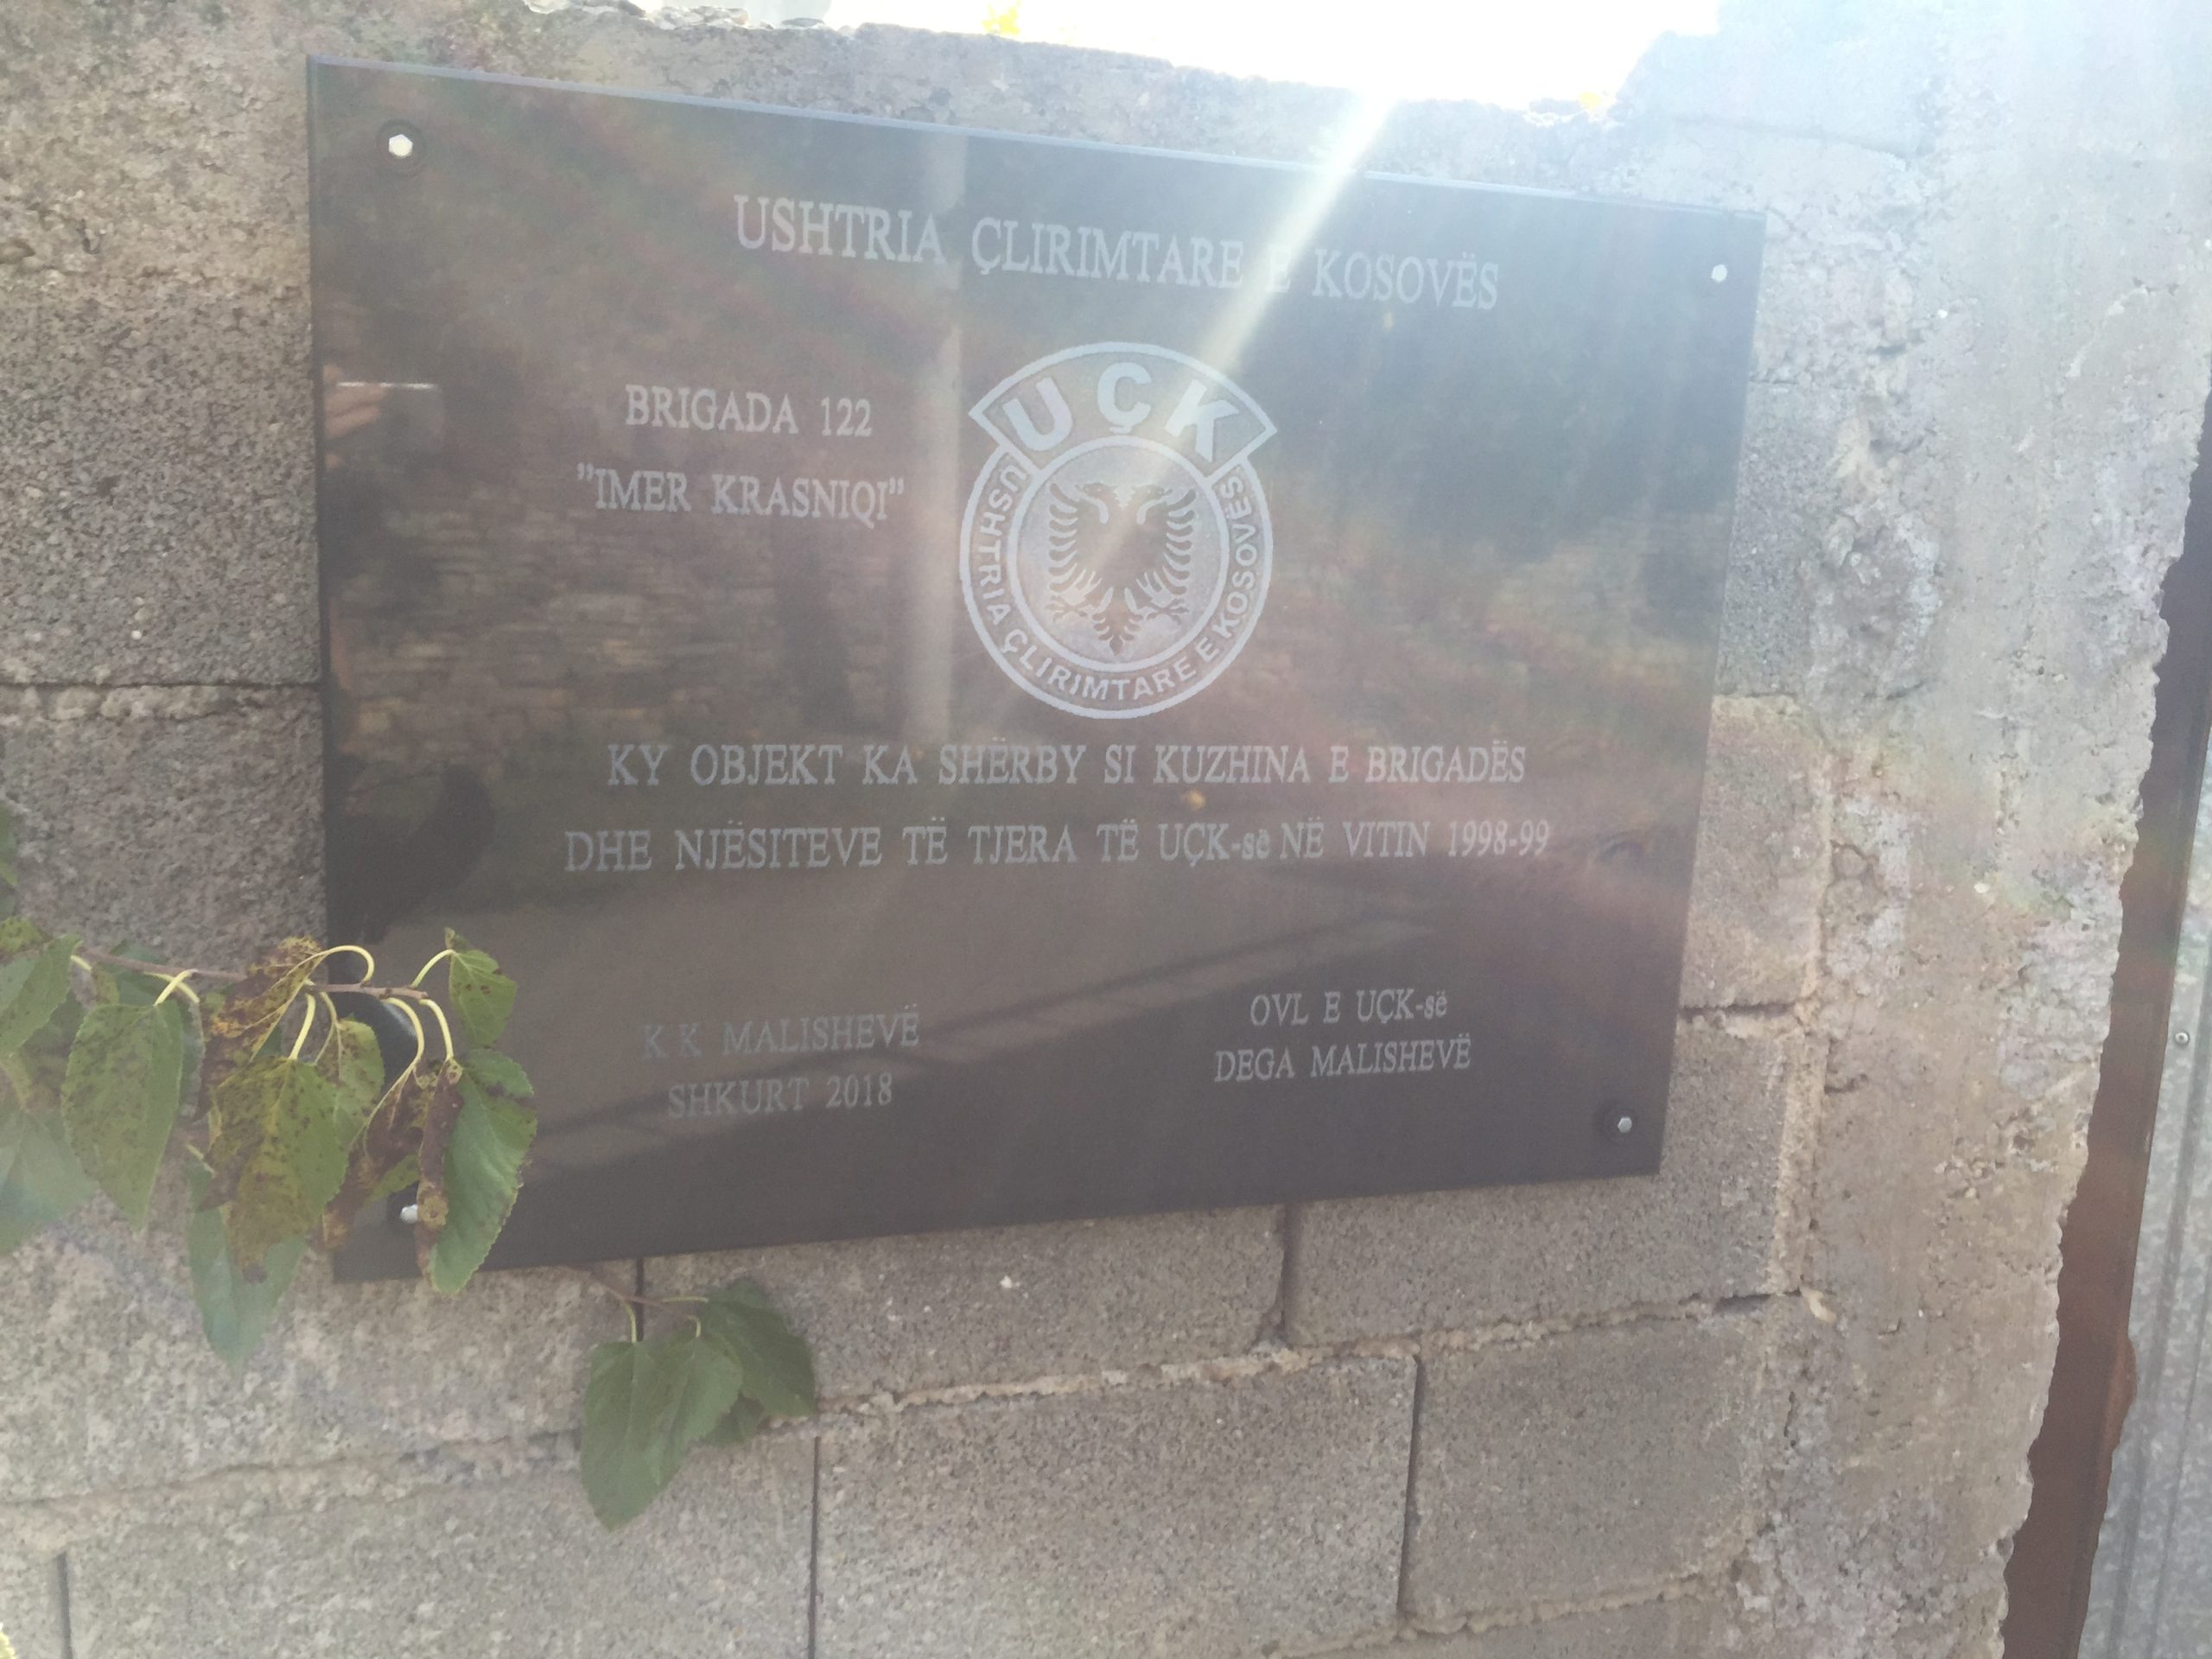 USHTRIA ÇLIRIMTARE E KOSOVËS
BRIGADA 122
"IMER KRASNIQI"
UÇK
USHTRIA ÇLIRIMTARE E KOSOVËS
KY OBJEKT KA SHËRBY SI KUZHINA E BRIGADËS
DHE NJËSITEVE TË TJERA TË UÇK-së NË VITIN 1998-99
K K MALISHEVË
SHKURT 2018
OVL E UÇK-së
DEGA MALISHEVË